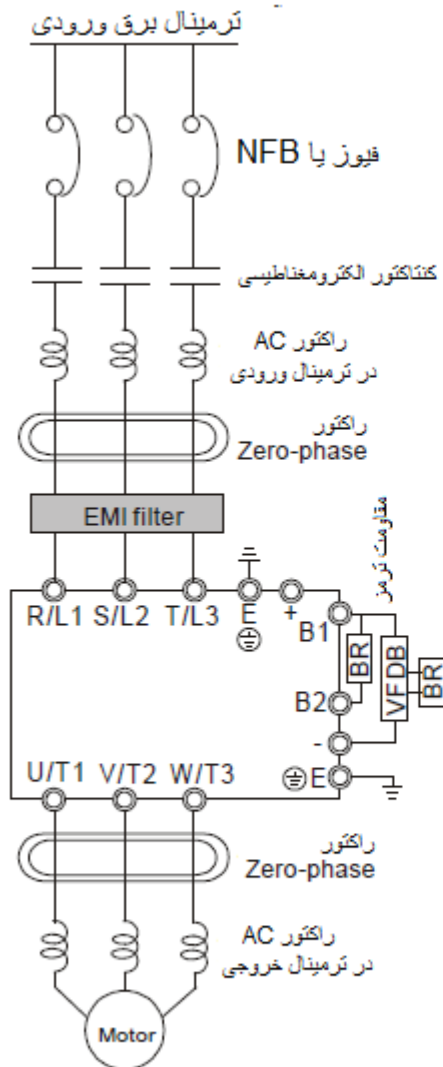 ترمینال برق ورودی
فیوز یا NFB
کنتاکتور الکترومغناطیسی
راکتور AC
در ترمینال ورودی
راکتور
Zero-phase
EMI filter
مقاومت ترمز
R/L1 S/L2 T/L3 E + B1
BR
VFDB
BR
B2
-
E
U/T1 V/T2 W/T3
راکتور
Zero-phase
راکتور AC
در ترمینال خروجی
Motor